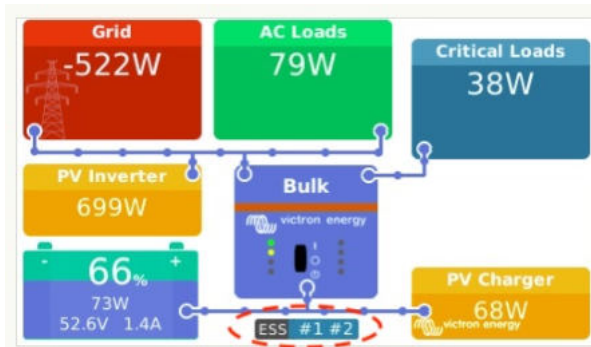 Grid
-522W
AC Loads
79W
Critical Loads
38W
PV Inverter
699W
Bulk
victron energy
- +
66%
73W
52.6V 1.4A
PV Charger
68W
victron energy
ESS #1 #2